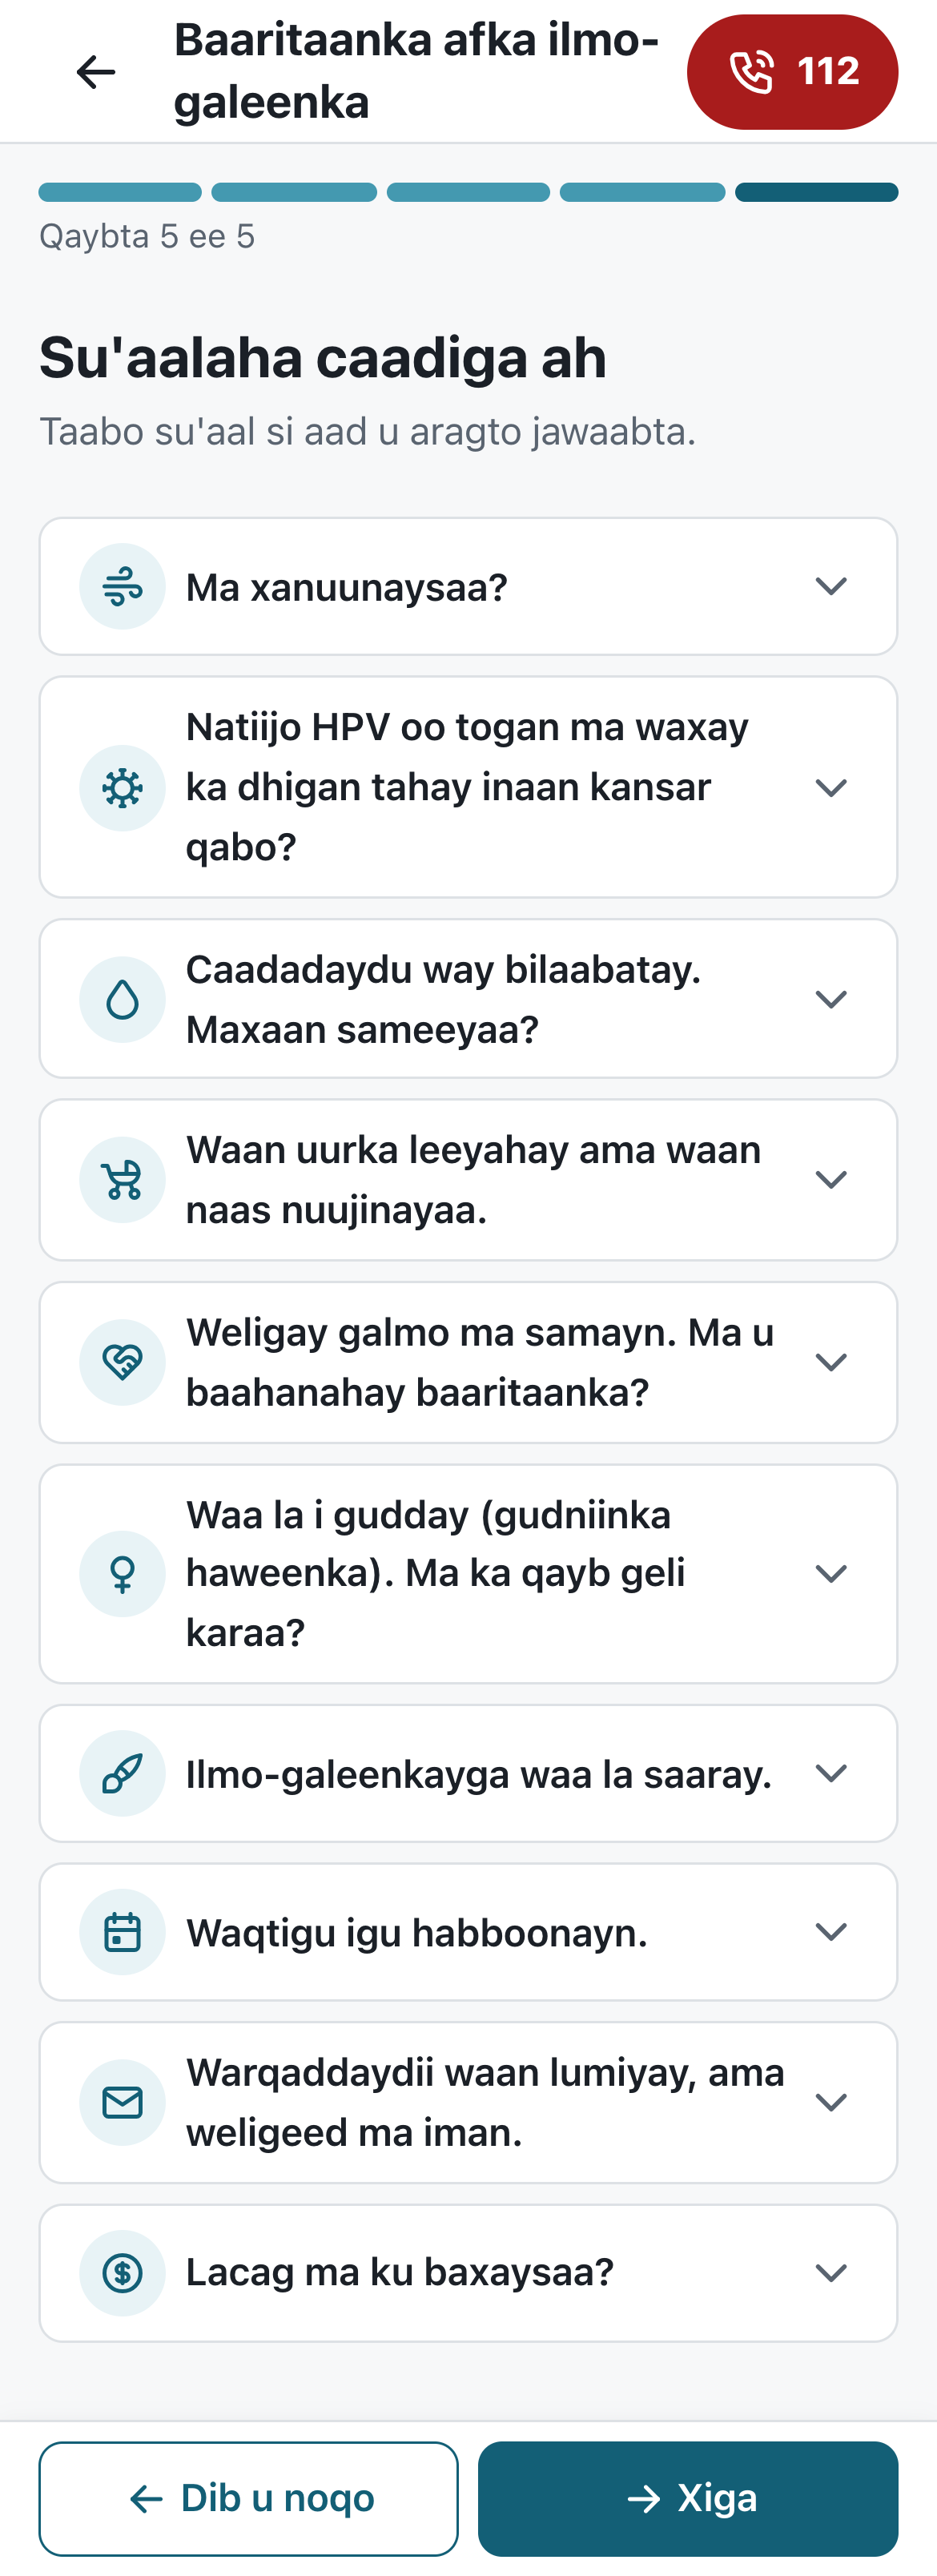 Baaritaanka afka ilmo-
galeenka
112
Qaybta 5 ee 5
Su'aalaha caadiga ah
Taabo su'aal si aad u aragto jawaabta.
Ma xanuunaysaa?
Natiijo HPV oo togan ma waxay
ka dhigan tahay inaan kansar
qabo?
Caadadaydu way bilaabatay.
Maxaan sameeyaa?
Waan uurka leeyahay ama waan
naas nuujinayaa.
Weligay galmo ma samayn. Ma u
baahanahay baaritaanka?
Waa la i gudday (gudniinka
haweenka). Ma ka qayb geli
karaa?
Ilmo-galeenkayga waa la saaray.
Waqtigu igu habboonayn.
Warqaddaydii waan lumiyay, ama
weligeed ma iman.
Lacag ma ku baxaysaa?
Dib u noqo
Xiga